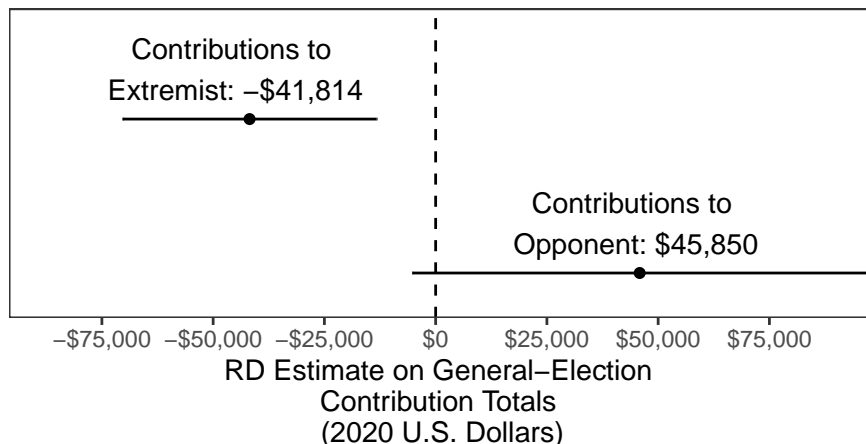 Contributions to
Extremist: −$41,814
Contributions to
Opponent: $45,850
−$75,000 −$50,000 −$25,000 $0 $25,000 $50,000 $75,000
RD Estimate on General−Election
Contribution Totals
(2020 U.S. Dollars)